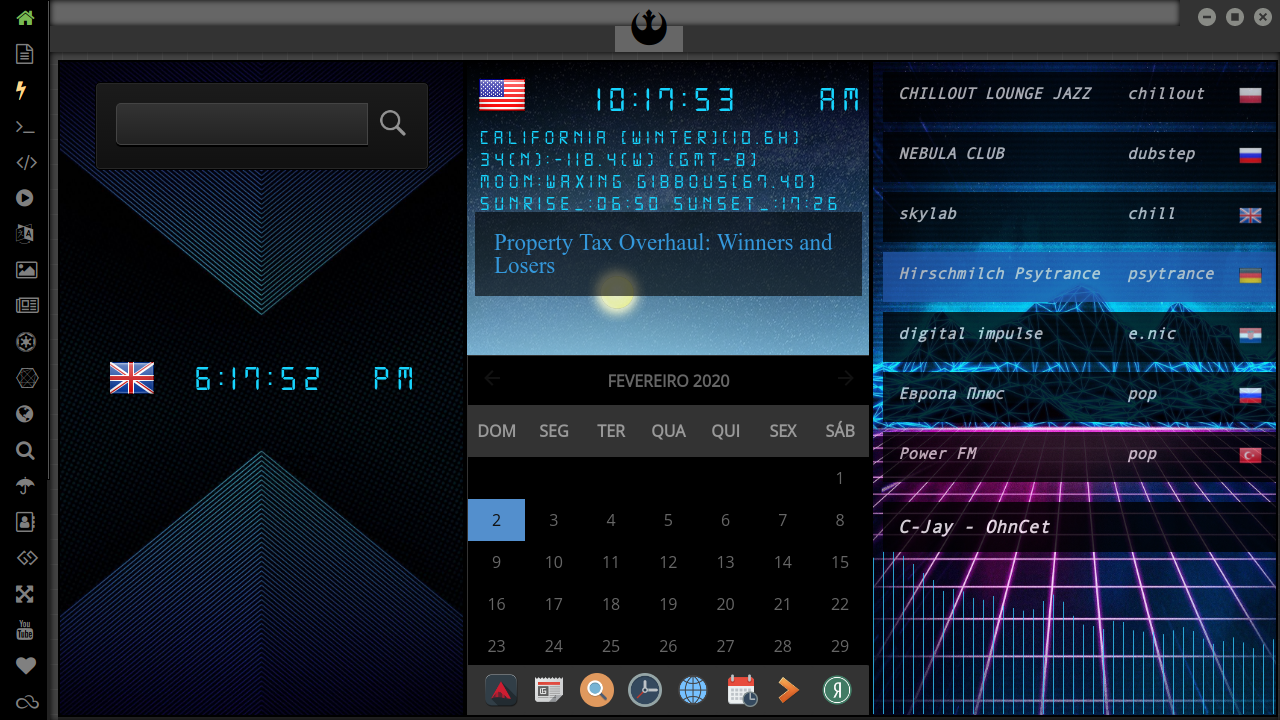 10:17:53 AM
CALIFORNIA [WINTER][10.6H]
34(N):-118.4(W) [GMT-8]
MOON:WAXING GIBBOUS[67.40]
SUNRISE_:06:50 SUNSET_:17:26
Property Tax Overhaul: Winners and
Losers
6:17:52 PM
FEVEREIRO 2020
DOM SEG TER QUA QUI SEX SÁB
1
2 3 4 5 6 7 8
9 10 11 12 13 14 15
16 17 18 19 20 21 22
23 24 25 26 27 28 29
CHILLOUT LOUNGE JAZZ chillout
NEBULA CLUB dubstep
skylab chill
Hirschmilch Psytrance psytrance
digital impulse e.nic
Европа Плюс pop
Power FM pop
C-Jay - OhnCet
You
Tube
Я